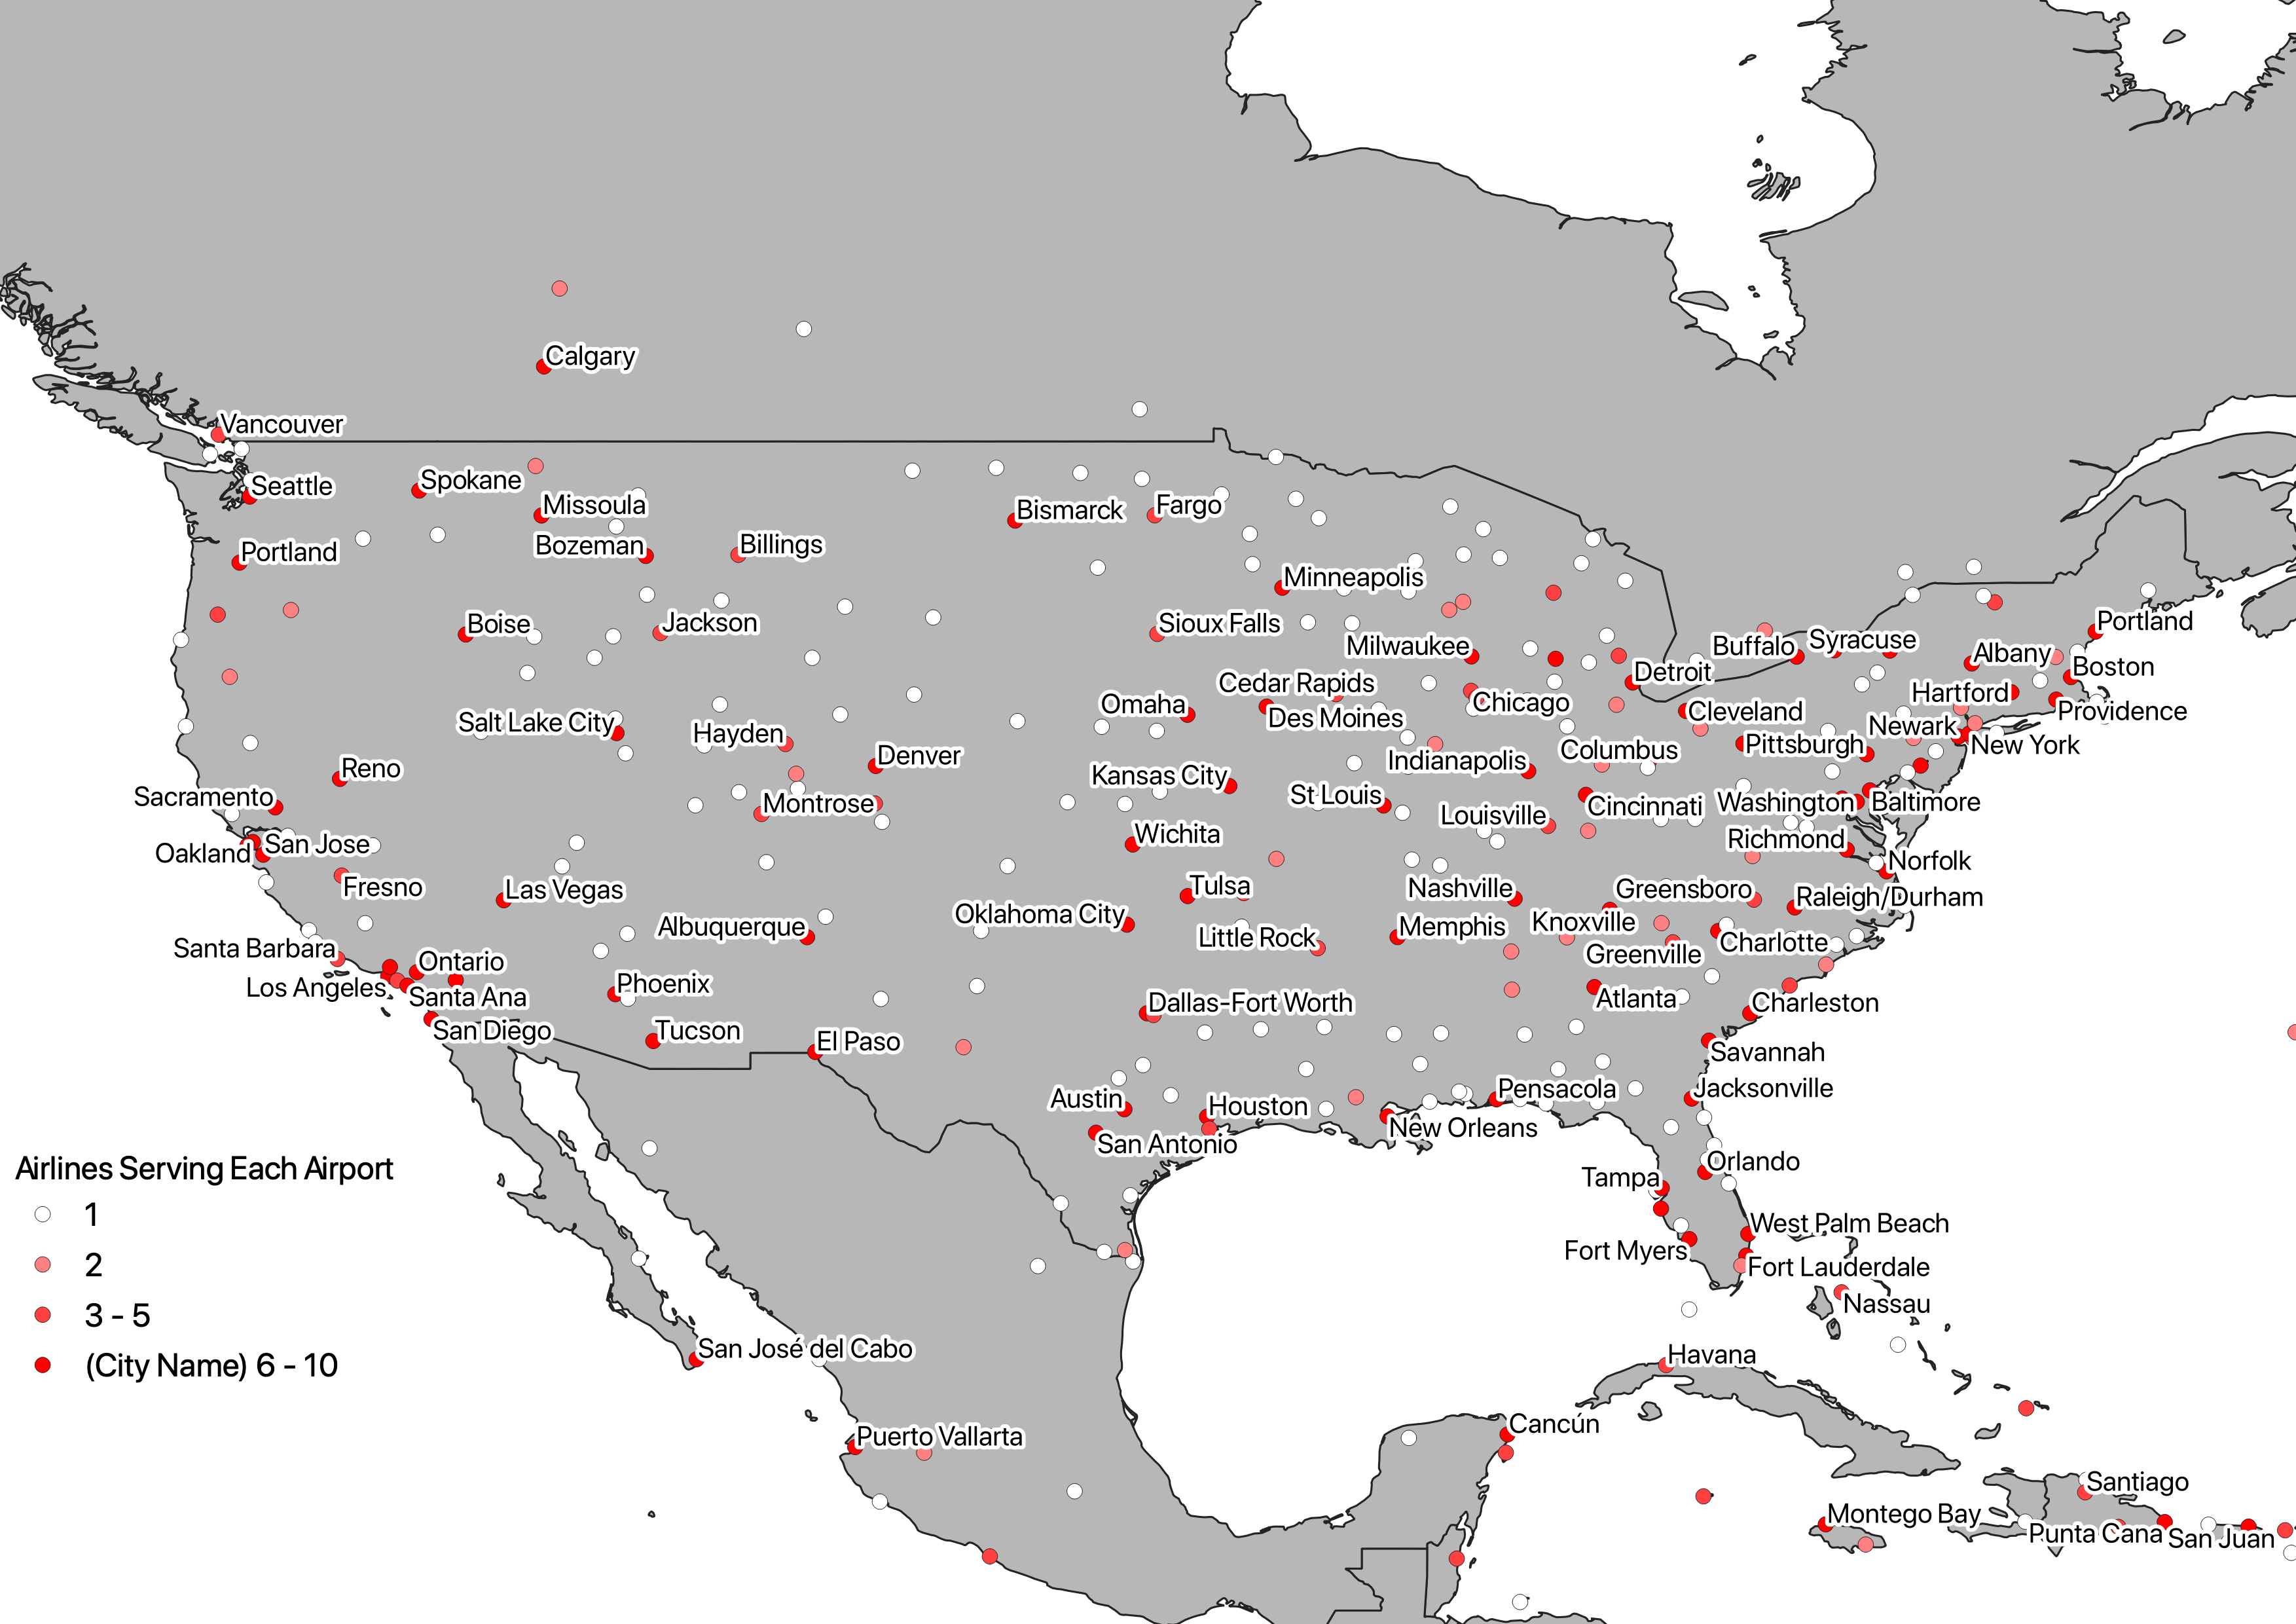 Calgary
Vancouver
Seattle
Spokane
Missoula
Bismarck
Fargo
Portland
Bozeman
Billings
Minneapolis
Boise
Jackson
Sioux Falls
Milwaukee
Buffalo
Syracuse
Portland
Albany
Boston
Detroit
Cedar Rapids
Hartford
Omaha
Des Moines
Chicago
Cleveland
Providence
Salt Lake City
Hayden
Newark
New York
Denver
Indianapolis
Columbus
Pittsburgh
Reno
Kansas City
Sacramento
Montrose
St Louis
Louisville
Cincinnati
Washington
Baltimore
Oakland
San Jose
Wichita
Richmond
Norfolk
Fresno
Las Vegas
Tulsa
Nashville
Greensboro
Raleigh/Durham
Albuquerque
Oklahoma City
Little Rock
Memphis
Knoxville
Charlotte
Santa Barbara
Ontario
Greenville
Los Angeles
Santa Ana
Phoenix
Dallas-Fort Worth
Atlanta
Charleston
San Diego
Tucson
El Paso
Savannah
Austin
Houston
Pensacola
Jacksonville
San Antonio
New Orleans
Orlando
Tampa
West Palm Beach
Fort Myers
Fort Lauderdale
Nassau
San José del Cabo
Havana
Puerto Vallarta
Cancún
Santiago
Montego Bay
Punta Cana
San Juan
Airlines Serving Each Airport
1
2
3 - 5
(City Name) 6 - 10